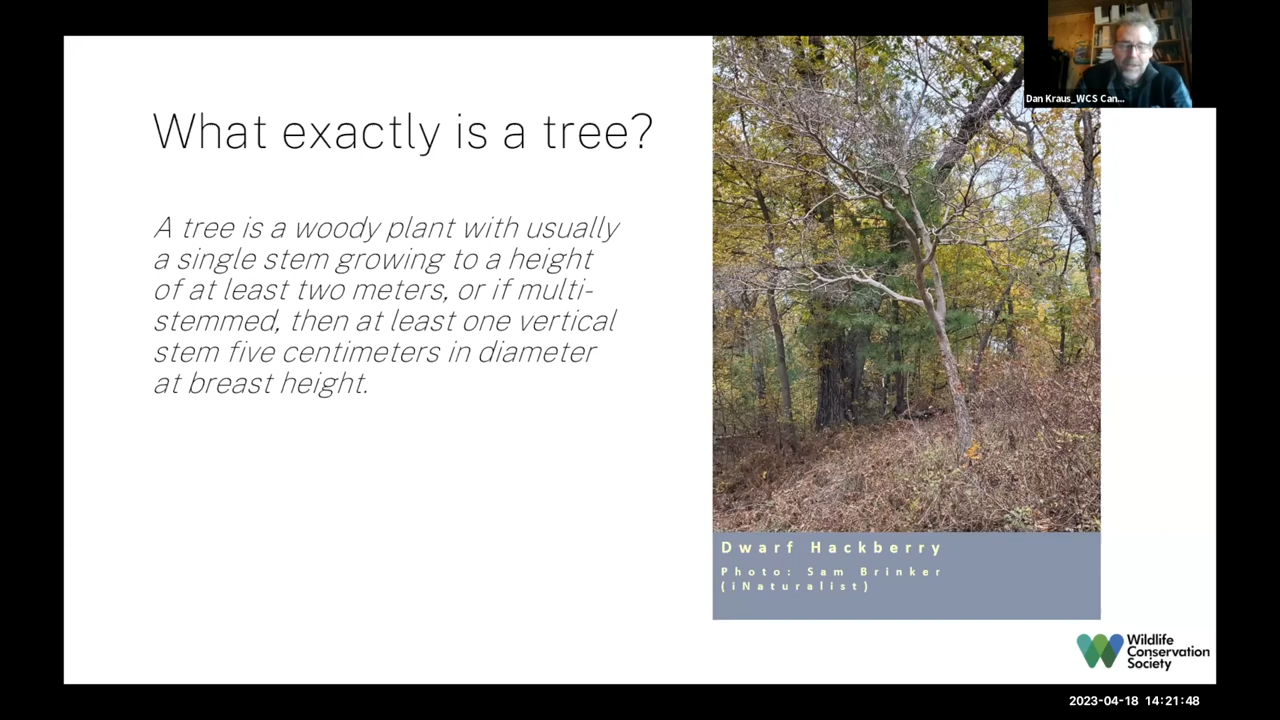 Dan Kraus_WCS Can...
What exactly is a tree?
A tree is a woody plant with usually
a single stem growing to a height
of at least two meters, or if multi-
stemmed, then at least one vertical
stem five centimeters in diameter
at breast height.
Dwarf Hackberry
Photo: Sam Brinker
(iNaturalist)
Wildlife
Conservation
Society
2023-04-18 14:21:48